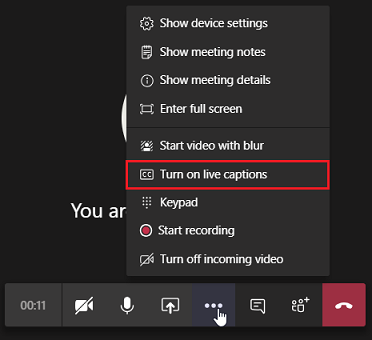 Show device settings
Show meeting notes
Show meeting details
Enter full screen
Start video with blur
CC Turn on live captions
Keypad
Start recording
You ar
Turn off incoming video
00:11